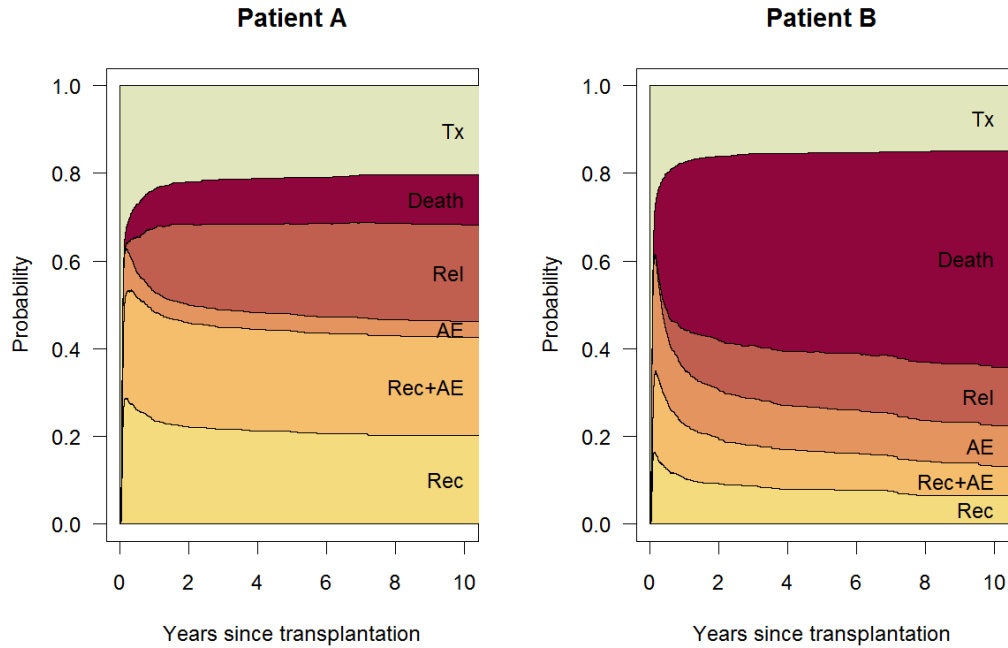 Patient A
Probability
1.0
0.8
0.6
0.4
0.2
0.0
Tx
Death
Rel
AE
Rec+AE
Rec
0 2 4 6 8 10
Years since transplantation
Patient B
Probability
1.0
0.8
0.6
0.4
0.2
0.0
Tx
Death
Rel
AE
Rec+AE
Rec
0 2 4 6 8 10
Years since transplantation